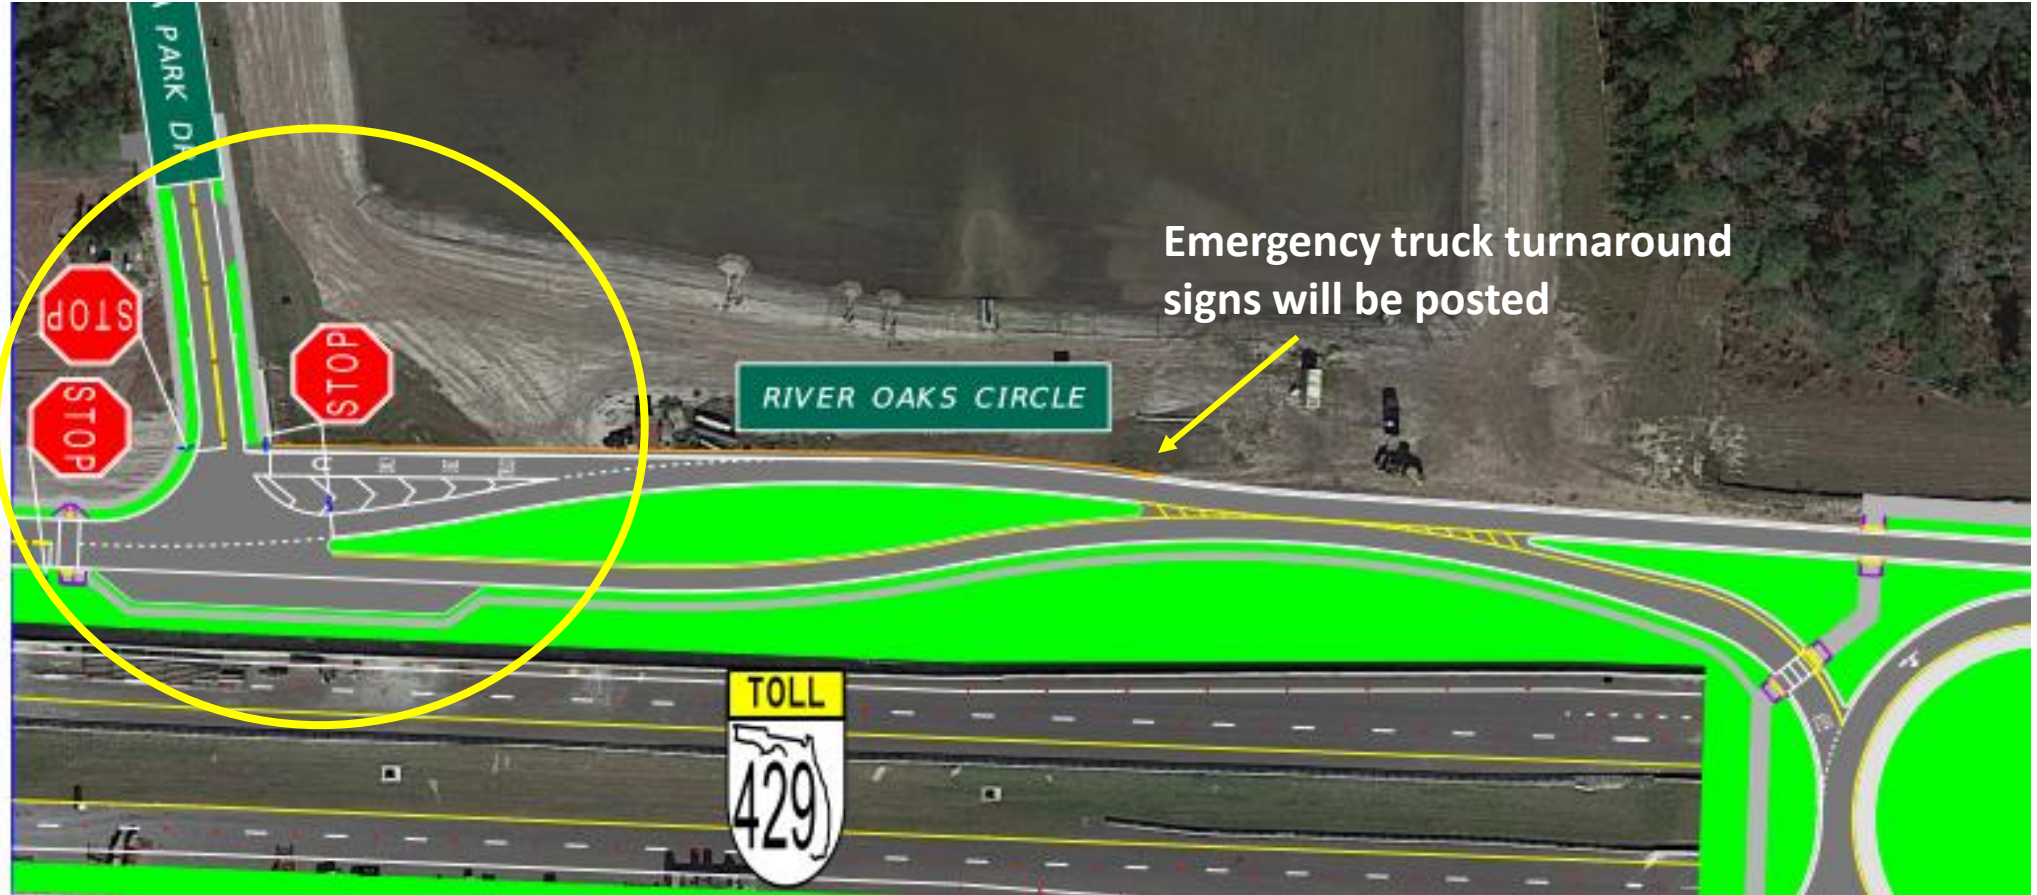 PARK DR
STOP
STOP
STOP
Emergency truck turnaround
signs will be posted
RIVER OAKS CIRCLE
TOLL
429